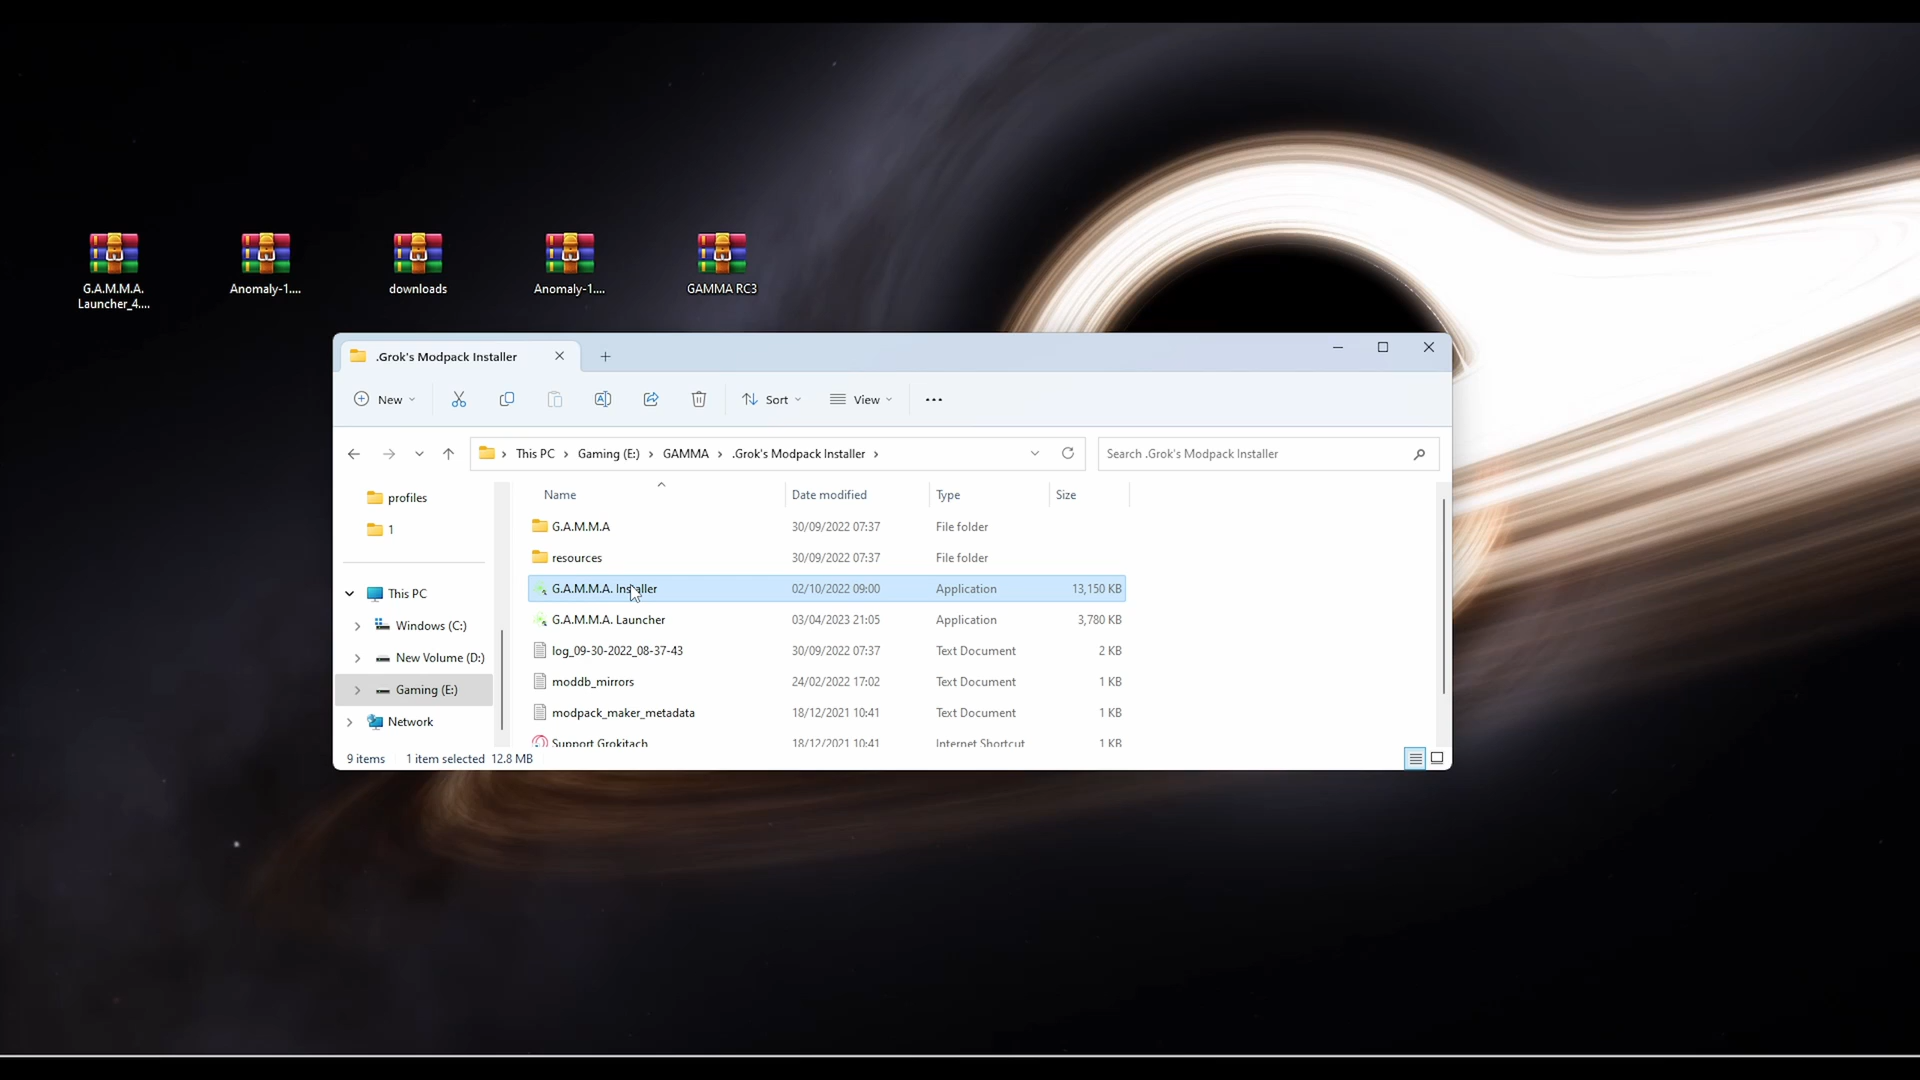 G.A.M.M.A.
Launcher_4....
Anomaly-1....
downloads
Anomaly-1....
GAMMA RC3
.Grok's Modpack Installer
New
Sort
View
This PC > Gaming (E:) > GAMMA > .Grok's Modpack Installer >
Search .Grok's Modpack Installer
profiles
1
This PC
Windows (C:)
New Volume (D:)
Gaming (E:)
Network
Name Date modified Type Size
G.A.M.M.A 30/09/2022 07:37 File folder
resources 30/09/2022 07:37 File folder
G.A.M.M.A. Installer 02/10/2022 09:00 Application 13,150 KB
G.A.M.M.A. Launcher 03/04/2023 21:05 Application 3,780 KB
log_09-30-2022_08-37-43 30/09/2022 07:37 Text Document 2 KB
moddb_mirrors 24/02/2022 17:02 Text Document 1 KB
modpack_maker_metadata 18/12/2021 10:41 Text Document 1 KB
Support Grokitach 18/12/2021 10:41 Internet Shortcut 1 KB
9 items 1 item selected 12.8 MB